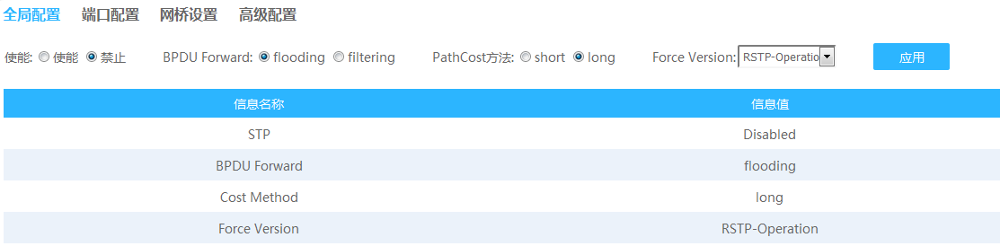 全局配置 端口配置 网桥设置 高级配置
使能: 使能 禁止 BPDU Forward: flooding filtering PathCost方法: short long Force Version: RSTP-Operatio 应用
信息名称 信息值
STP Disabled
BPDU Forward flooding
Cost Method long
Force Version RSTP-Operation